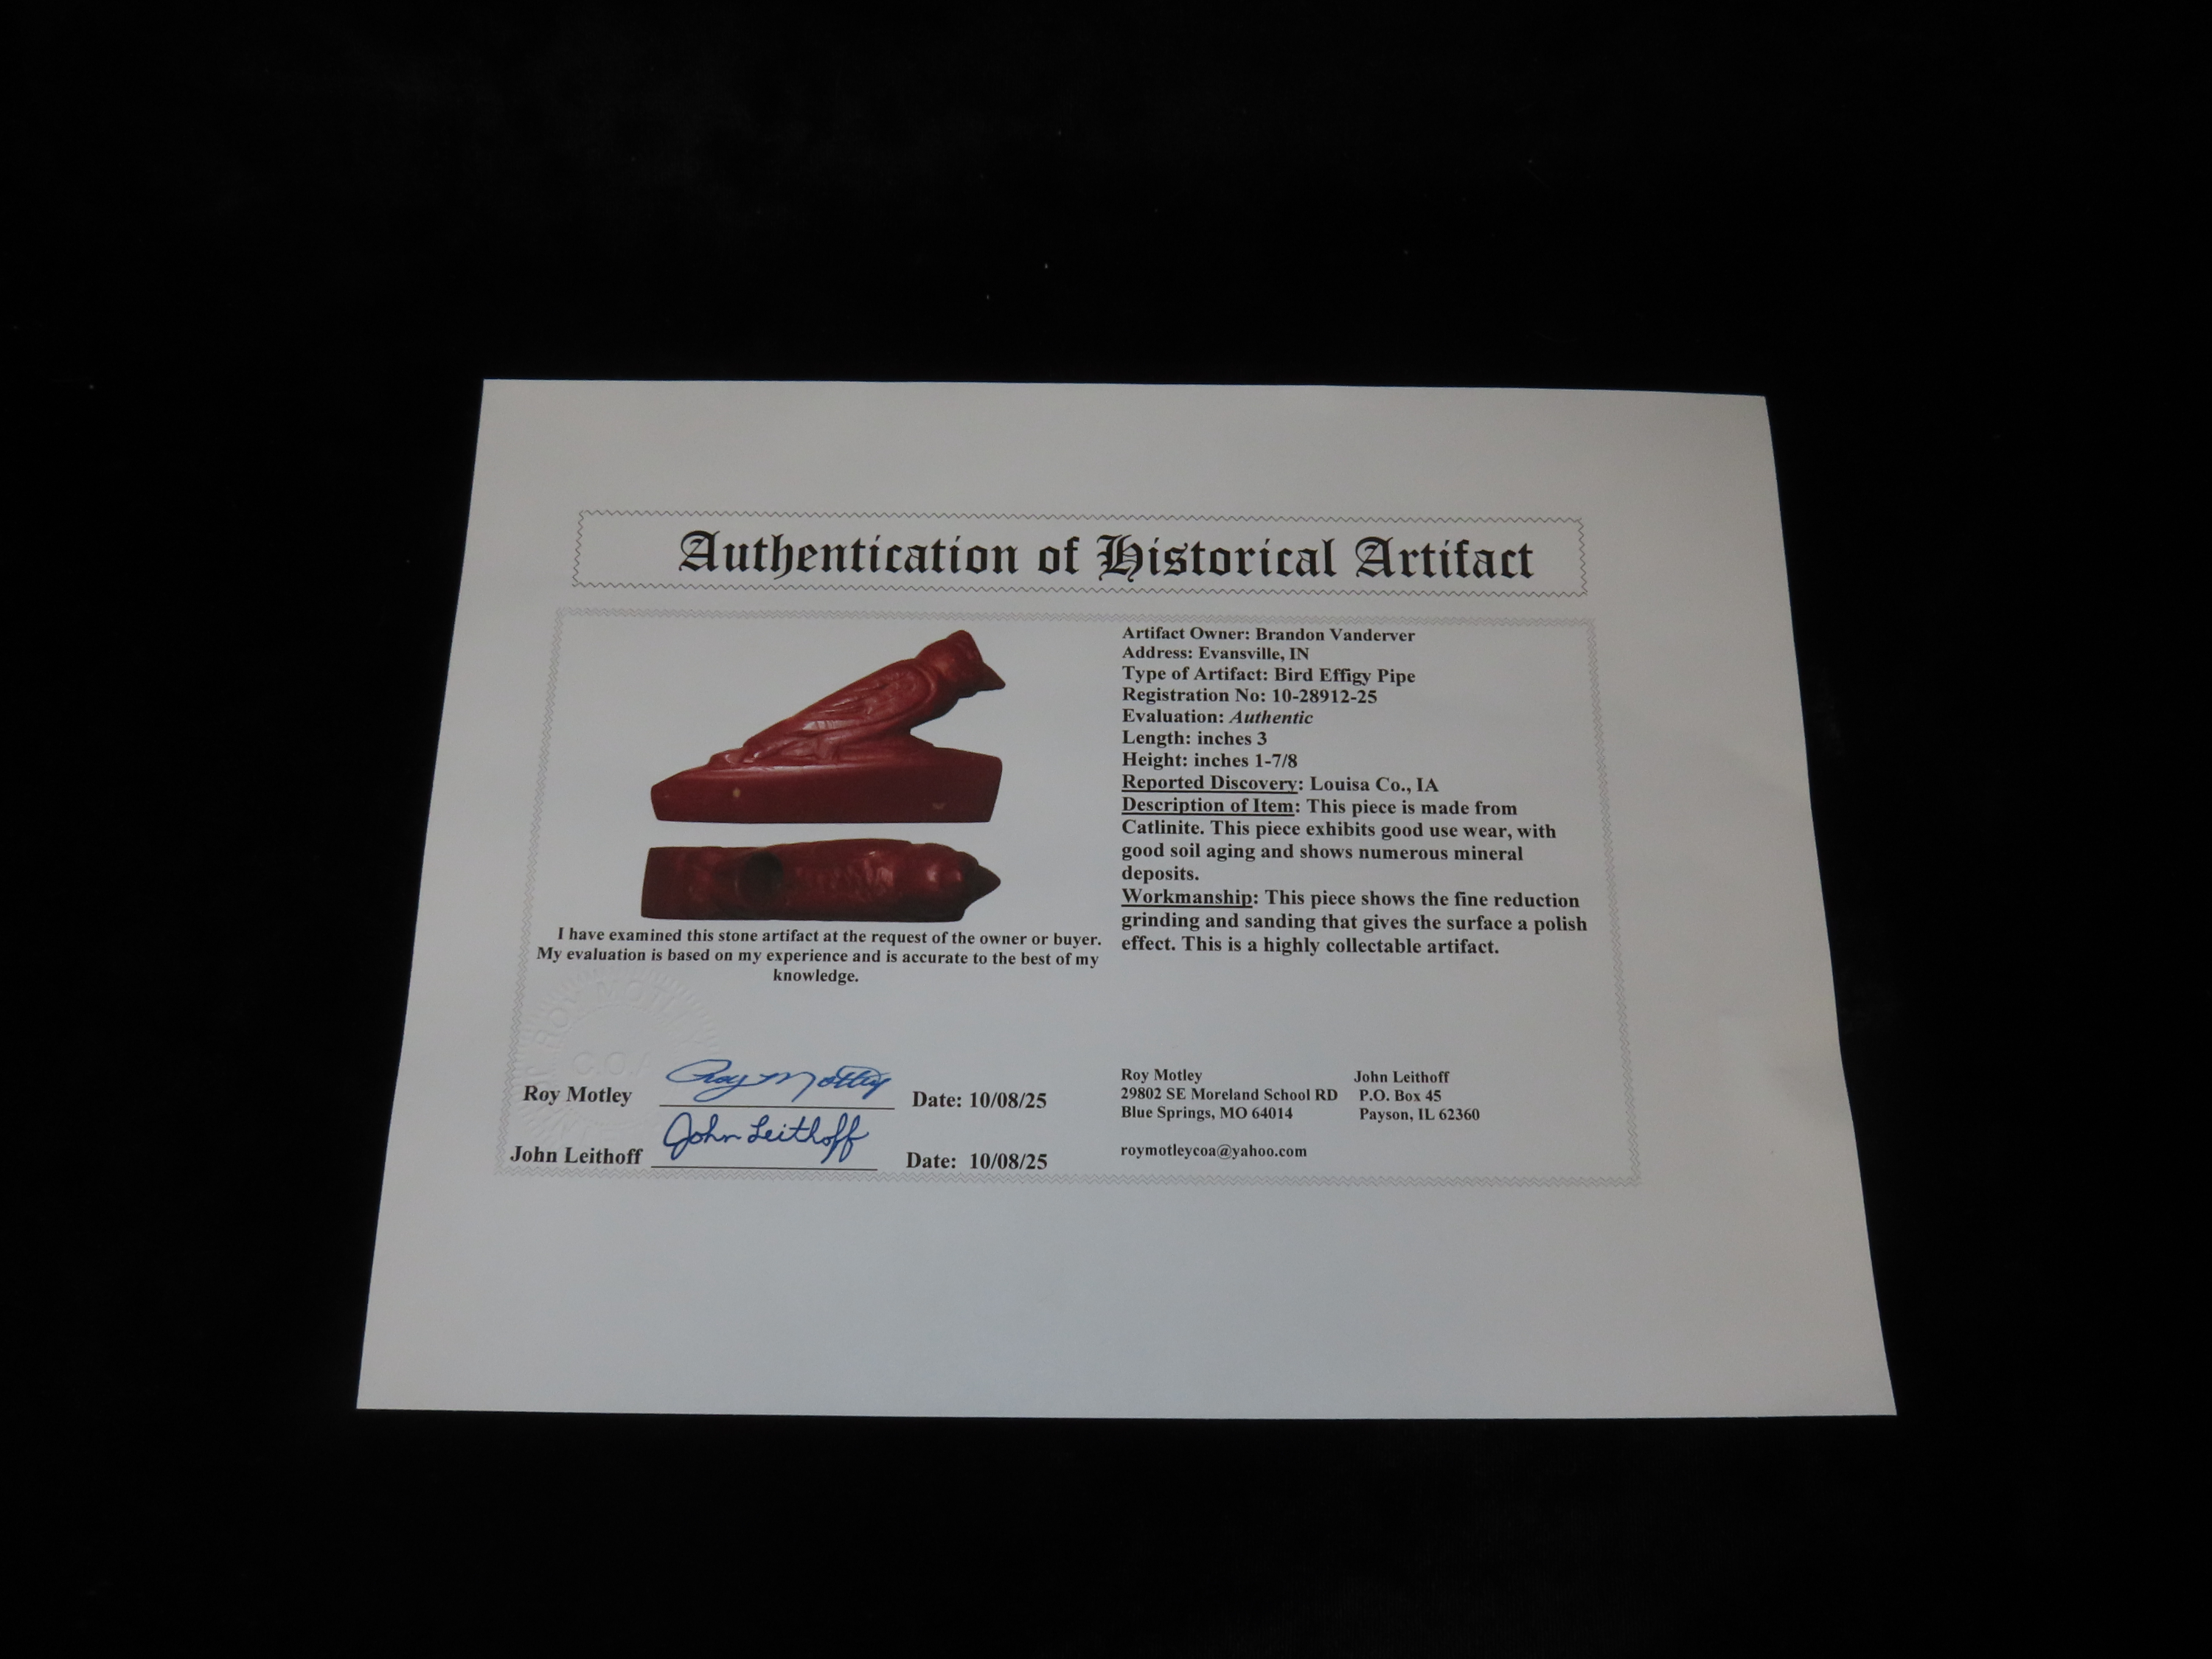 Authentication of Historical Artifact
Artifact Owner: Brandon Vanderver
Address: Evansville, IN
Type of Artifact: Bird Effigy Pipe
Registration No: 10-28912-25
Evaluation: Authentic
Length: inches 3
Height: inches 1-7/8
Reported Discovery: Louisa Co., IA
Description of Item: This piece is made from
Catlinite. This piece exhibits good use wear, with
good soil aging and shows numerous mineral
deposits.
Workmanship: This piece shows the fine reduction
grinding and sanding that gives the surface a polish
effect. This is a highly collectable artifact.
I have examined this stone artifact at the request of the owner or buyer.
My evaluation is based on my experience and is accurate to the best of my
knowledge.
ROY MOTLEY
C.O.A
Roy Motley Roy Motley Date: 10/08/25
John Leithoff John Leithoff Date: 10/08/25
Roy Motley John Leithoff
29802 SE Moreland School RD P.O. Box 45
Blue Springs, MO 64014 Payson, IL 62360
roymotleycoa@yahoo.com